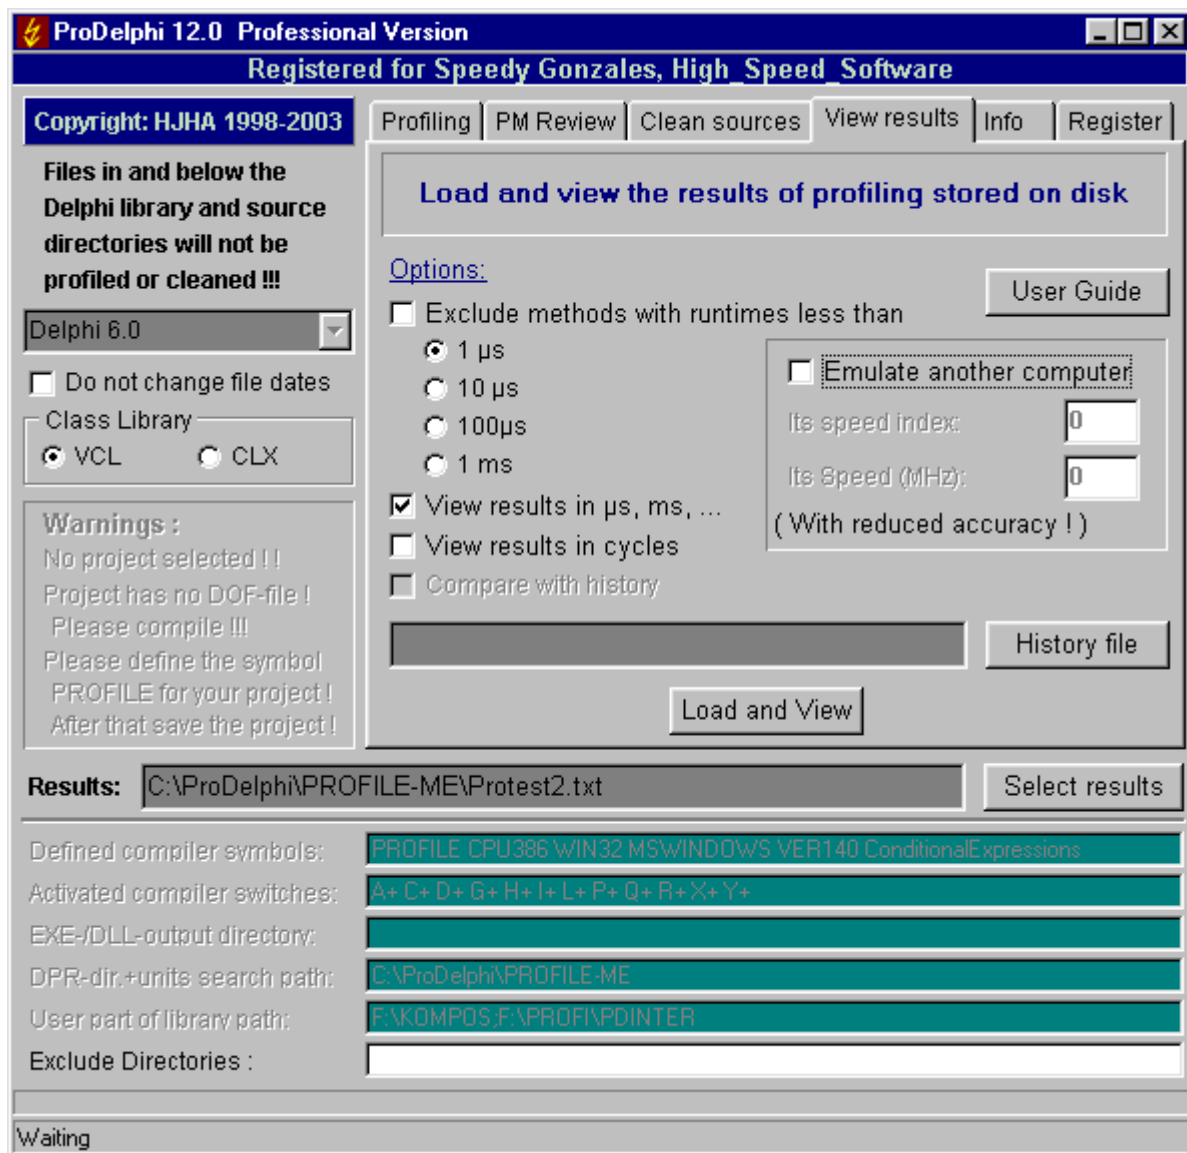 ProDelphi 12.0 Professional Version
Registered for Speedy Gonzales, High_Speed_Software
Copyright: HJHA 1998-2003
Files in and below the
Delphi library and source
directories will not be
profiled or cleaned !!!
Delphi 6.0
Do not change file dates
Class Library
VCL CLX
Warnings :
No project selected ! !
Project has no DOF-file !
Please compile !!!
Please define the symbol
PROFILE for your project !
After that save the project !
Profiling PM Review Clean sources View results Info Register
Load and view the results of profiling stored on disk
Options:
User Guide
Exclude methods with runtimes less than
1 µs
10 µs
100µs
1 ms
Emulate another computer
Its speed index: 0
Its Speed (MHz): 0
( With reduced accuracy ! )
View results in µs, ms, ...
View results in cycles
Compare with history
History file
Load and View
Results: C:\ProDelphi\PROFILE-ME\Protest2.txt Select results
Defined compiler symbols: PROFILE CPU386 WIN32 MSWINDOWS VER140 ConditionalExpressions
Activated compiler switches: A+ C+ D+ G+ H+ I+ L+ P+ Q+ R+ X+ Y+
EXE-/DLL-output directory:
DPR-dir.+units search path: C:\ProDelphi\PROFILE-ME
User part of library path: F:\KOMPOS;F:\PROFI\PDINTER
Exclude Directories :
Waiting